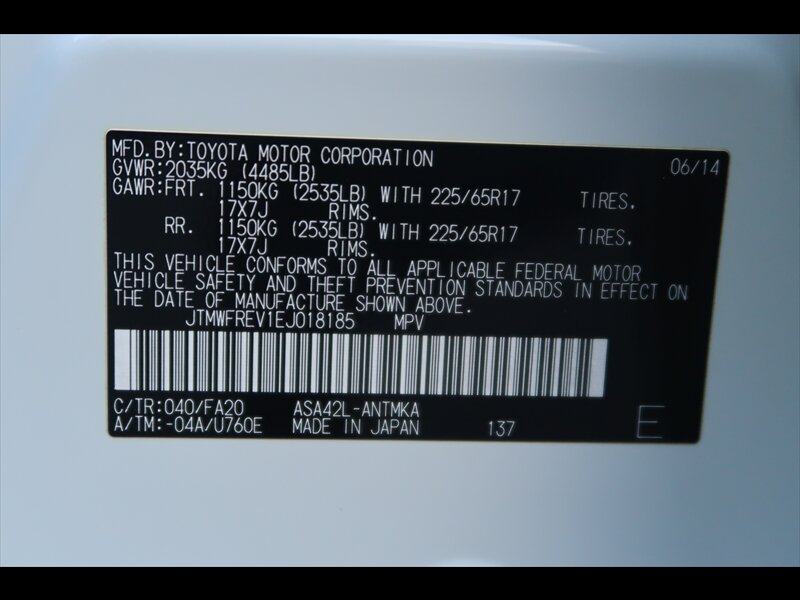 MFD.BY:TOYOTA MOTOR CORPORATION 06/14
GVWR:2035KG (4485LB)
GAWR:FRT. 1150KG (2535LB) WITH 225/65R17 TIRES.
17X7J RIMS.
RR. 1150KG (2535LB) WITH 225/65R17 TIRES.
17X7J RIMS.
THIS VEHICLE CONFORMS TO ALL APPLICABLE FEDERAL MOTOR
VEHICLE SAFETY AND THEFT PREVENTION STANDARDS IN EFFECT ON
THE DATE OF MANUFACTURE SHOWN ABOVE.
JTMWFREV1EJ018185 MPV
C/TR:040/FA20 ASA42L-ANTMKA
A/TM:-04A/U760E MADE IN JAPAN 137 E